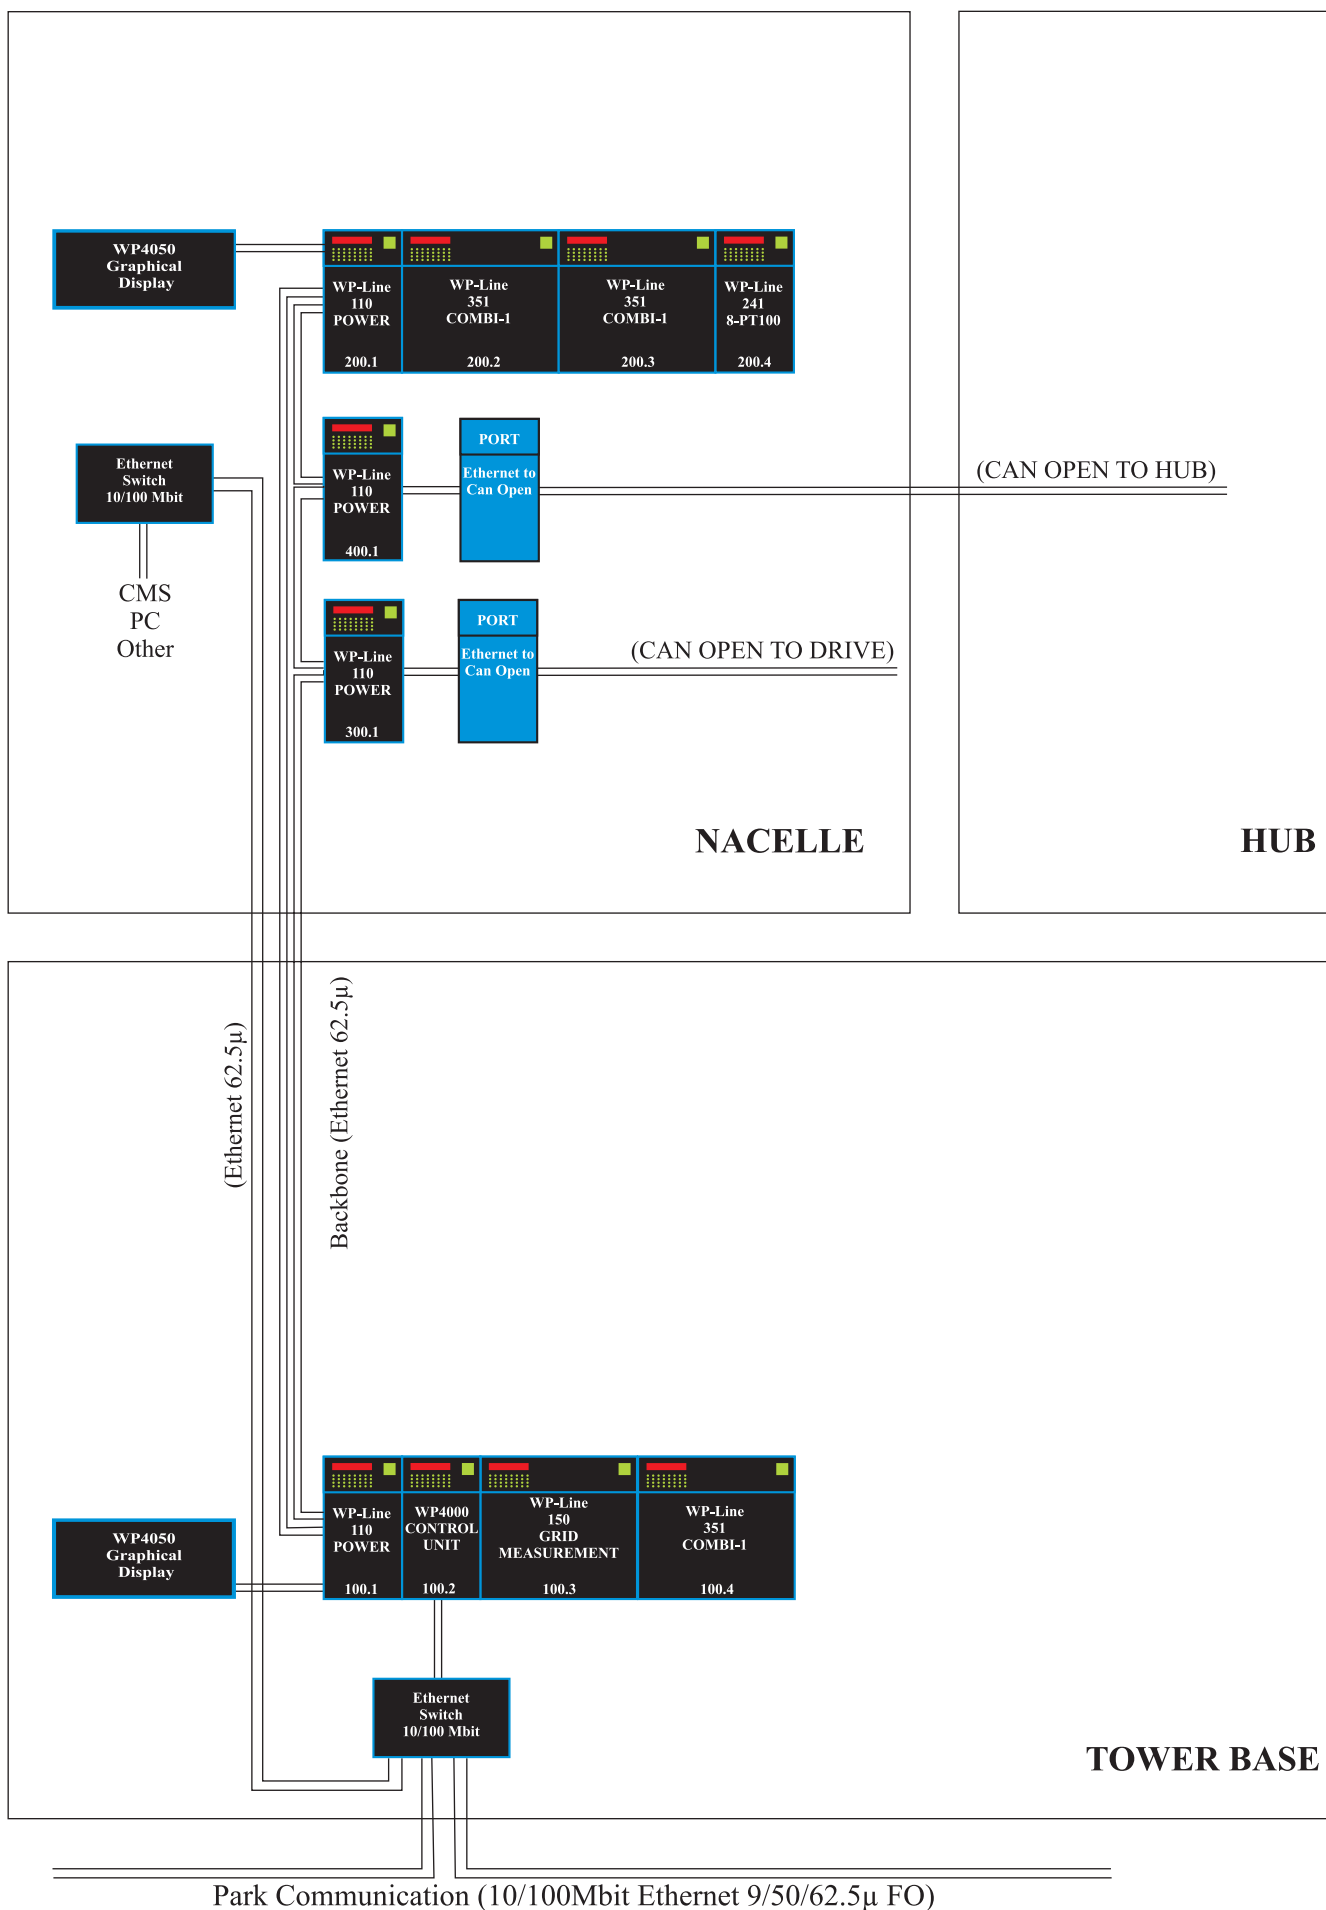 WP4050
Graphical
Display
WP-Line
110
POWER
200.1
WP-Line
351
COMBI-1
200.2
WP-Line
351
COMBI-1
200.3
WP-Line
241
8-PT100
200.4
Ethernet
Switch
10/100 Mbit
CMS
PC
Other
WP-Line
110
POWER
400.1
PORT
Ethernet to
Can Open
(CAN OPEN TO HUB)
WP-Line
110
POWER
300.1
PORT
Ethernet to
Can Open
(CAN OPEN TO DRIVE)
NACELLE
HUB
(Ethernet 62.5µ)
Backbone (Ethernet 62.5µ)
WP4050
Graphical
Display
WP-Line
110
POWER
100.1
WP4000
CONTROL
UNIT
100.2
WP-Line
150
GRID
MEASUREMENT
100.3
WP-Line
351
COMBI-1
100.4
Ethernet
Switch
10/100 Mbit
TOWER BASE
Park Communication (10/100Mbit Ethernet 9/50/62.5µ FO)